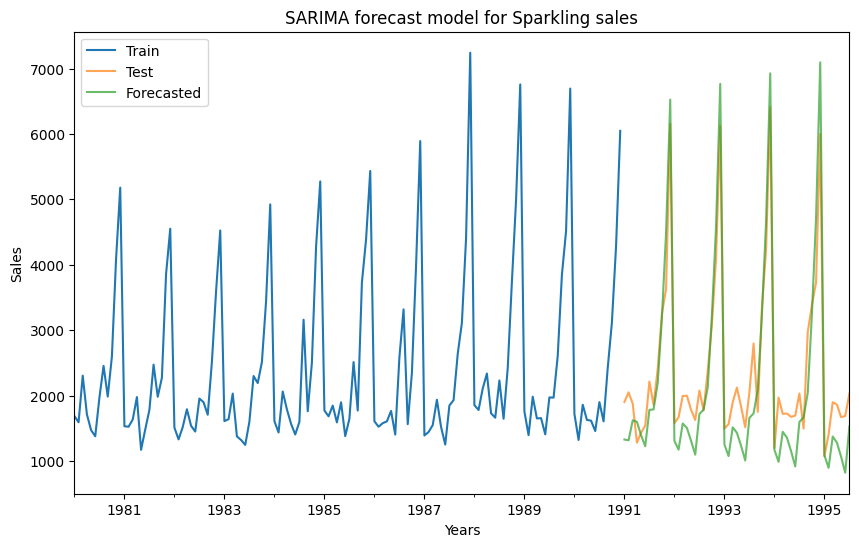 SARIMA forecast model for Sparkling sales
Train
Test
Forecasted
7000
6000
5000
4000
3000
2000
1000
Sales
1981
1983
1985
1987
1989
1991
1993
1995
Years